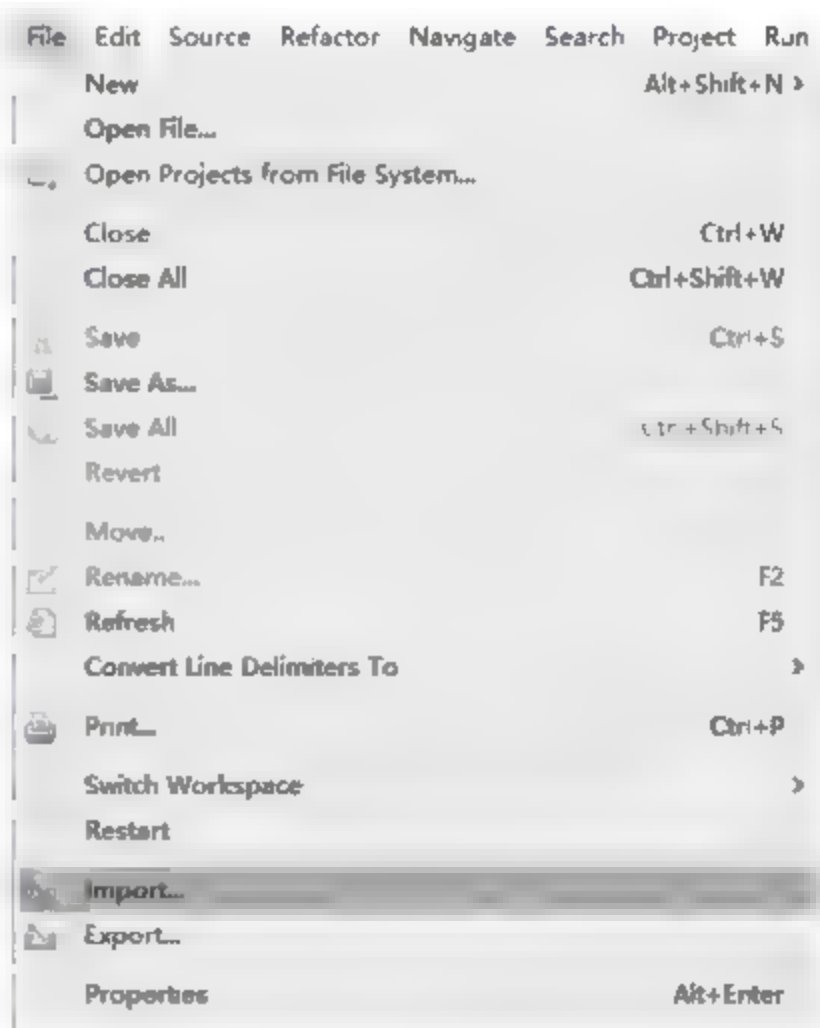 File Edit Source Refactor Navigate Search Project Run
New Alt+Shift+N >
Open File...
Open Projects from File System...
Close Ctrl+W
Close All Ctrl+Shift+W
Save Ctrl+S
Save As...
Save All Ctrl+Shift+S
Revert
Move...
Rename... F2
Refresh F5
Convert Line Delimiters To >
Print... Ctrl+P
Switch Workspace >
Restart
Import...
Export...
Properties Alt+Enter